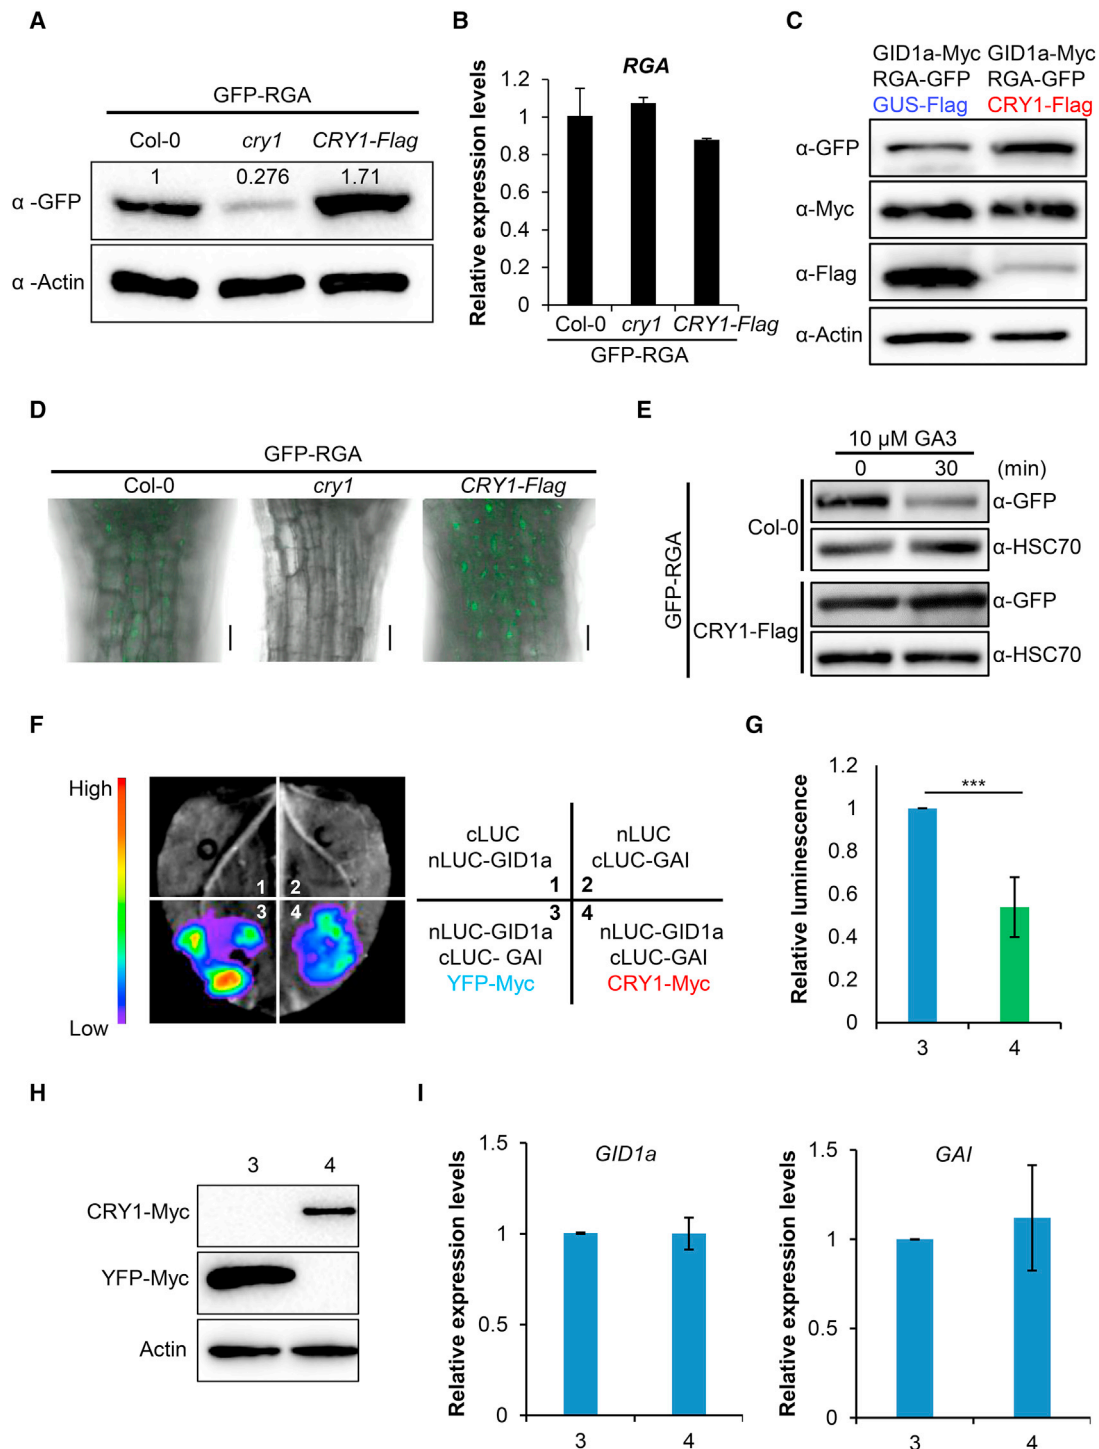 A
GFP-RGA
Col-0 cry1 CRY1-Flag
1 0.276 1.71
α -GFP
α -Actin
B
RGA
Relative expression levels
1.2
1
0.8
0.6
0.4
0.2
0
Col-0 cry1 CRY1-Flag
GFP-RGA
C
GID1a-Myc GID1a-Myc
RGA-GFP RGA-GFP
GUS-Flag CRY1-Flag
α-GFP
α-Myc
α-Flag
α-Actin
D
GFP-RGA
Col-0 cry1 CRY1-Flag
E
10 μM GA3
0 30 (min)
GFP-RGA
Col-0
α-GFP
α-HSC70
CRY1-Flag
α-GFP
α-HSC70
F
High
Low
1 2
3 4
cLUC
nLUC-GID1a
1
nLUC
cLUC-GAI
2
3
nLUC-GID1a
cLUC- GAI
YFP-Myc
4
nLUC-GID1a
cLUC-GAI
CRY1-Myc
G
Relative luminescence
1.2
1
0.8
0.6
0.4
0.2
0
***
3 4
H
3 4
CRY1-Myc
YFP-Myc
Actin
I
GID1a
Relative expression levels
1.5
1
0.5
0
3 4
GAI
Relative expression levels
1.5
1
0.5
0
3 4